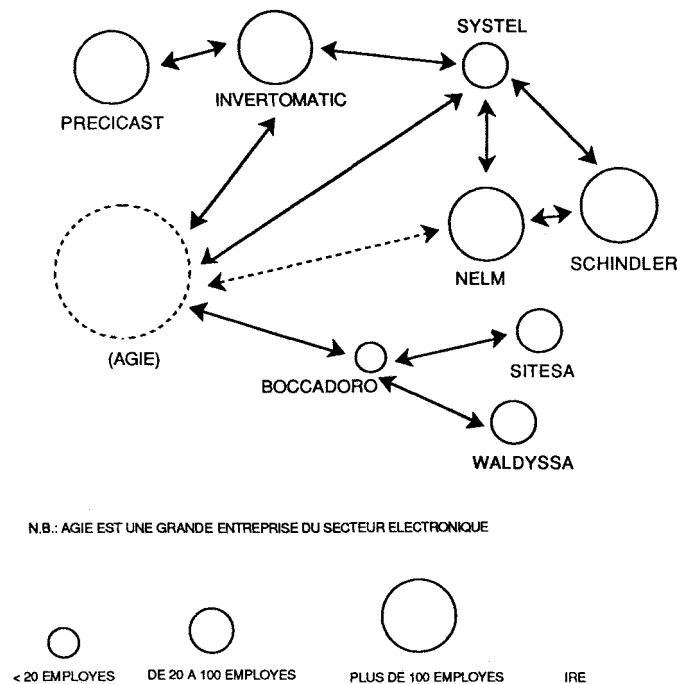 SYSTEL
INVERTOMATIC
PRECICAST
SCHINDLER
NELM
(AGIE)
SITESA
BOCCADORO
WALDYSSA
N.B.: AGIE EST UNE GRANDE ENTREPRISE DU SECTEUR ELECTRONIQUE
< 20 EMPLOYES DE 20 A 100 EMPLOYES PLUS DE 100 EMPLOYES IRE